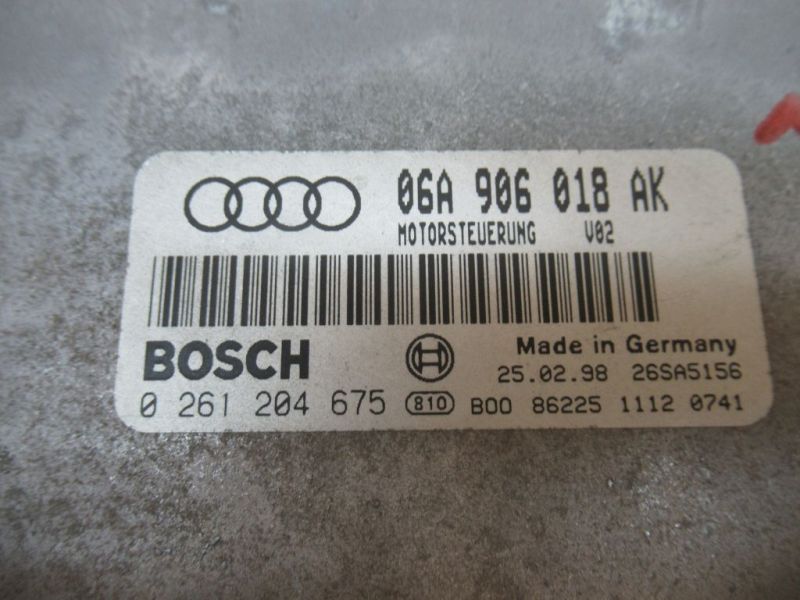 06A 906 018 AK
MOTORSTEUERUNG V02
BOSCH
Made in Germany
25.02.98 26SA5156
0 261 204 675 810 B00 86225 1112 0741